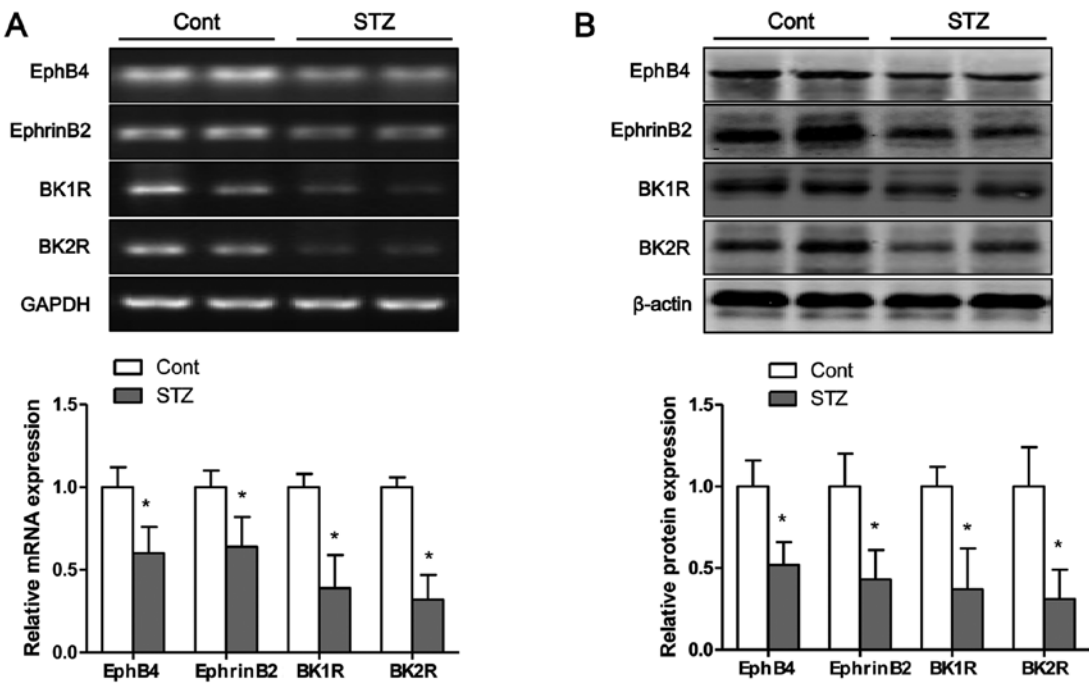 A
Cont STZ
EphB4
EphrinB2
BK1R
BK2R
GAPDH
Cont
STZ
Relative mRNA expression
1.5
1.0
0.5
0.0
* * * *
EphB4 EphrinB2 BK1R BK2R
B
Cont STZ
EphB4
EphrinB2
BK1R
BK2R
β-actin
Cont
STZ
Relative protein expression
1.5
1.0
0.5
0.0
* * * *
EphB4 EphrinB2 BK1R BK2R